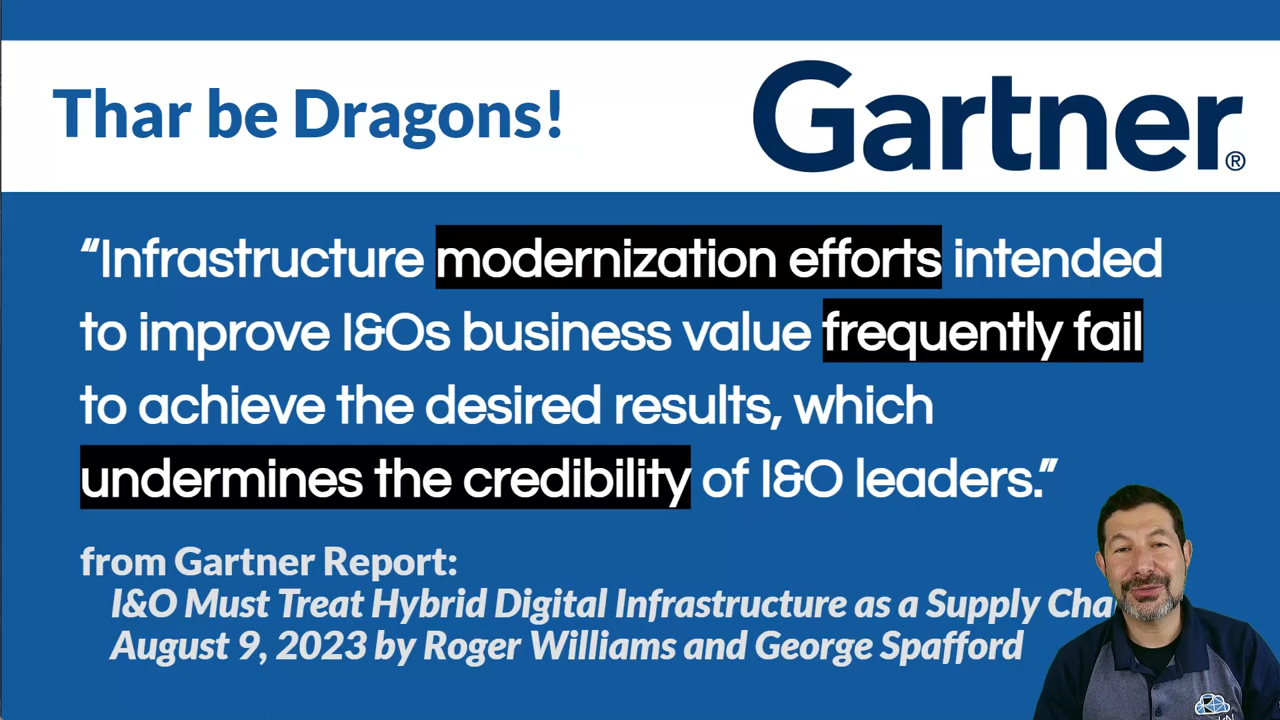 Thar be Dragons!
Gartner®
“Infrastructure modernization efforts intended
to improve I&Os business value frequently fail
to achieve the desired results, which
undermines the credibility of I&O leaders.”
from Gartner Report:
I&O Must Treat Hybrid Digital Infrastructure as a Supply Cha
August 9, 2023 by Roger Williams and George Spafford